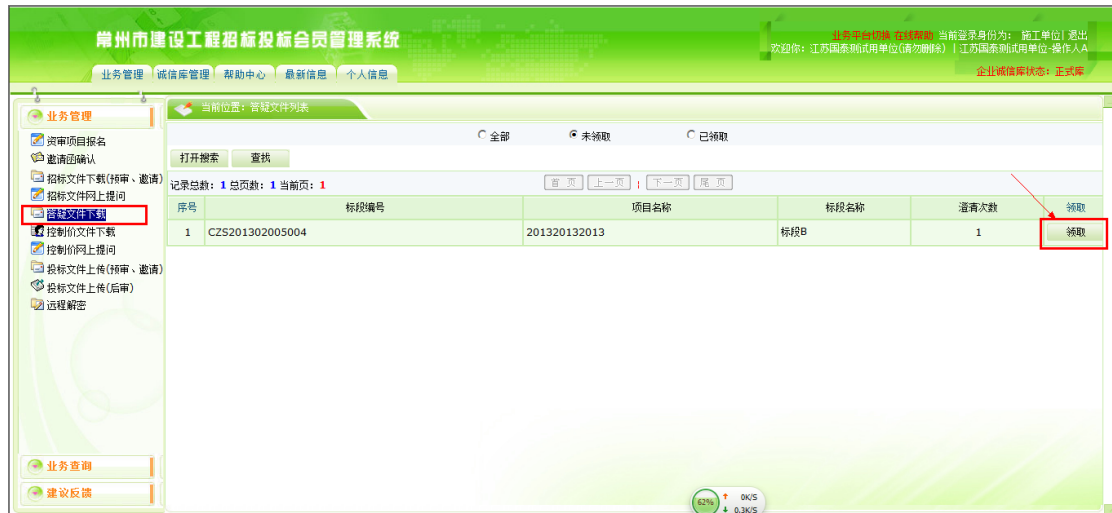 常州市建设工程招标投标会员管理系统
业务平台切换 在线帮助 当前登录身份为： 施工单位| 退出
欢迎你：江苏国泰测试用单位(请勿删除) | 江苏国泰测试用单位-操作人A
业务管理 诚信库管理 帮助中心 最新信息 个人信息
企业诚信库状态：正式库
业务管理
当前位置：答疑文件列表
资审项目报名
邀请函确认
招标文件下载(预审、邀请)
招标文件网上提问
答疑文件下载
控制价文件下载
控制价网上提问
投标文件上传(预审、邀请)
投标文件上传(后审)
远程解密
全部 未领取 已领取
打开搜索 查找
记录总数：1 总页数：1 当前页：1
首 页 上一页 1 下一页 尾 页
序号 标段编号 项目名称 标段名称 澄清次数 领取
1 CZS201302005004 201320132013 标段B 1 领取
业务查询
建议反馈
62% ↑ 0K/S
↓ 0.3K/S